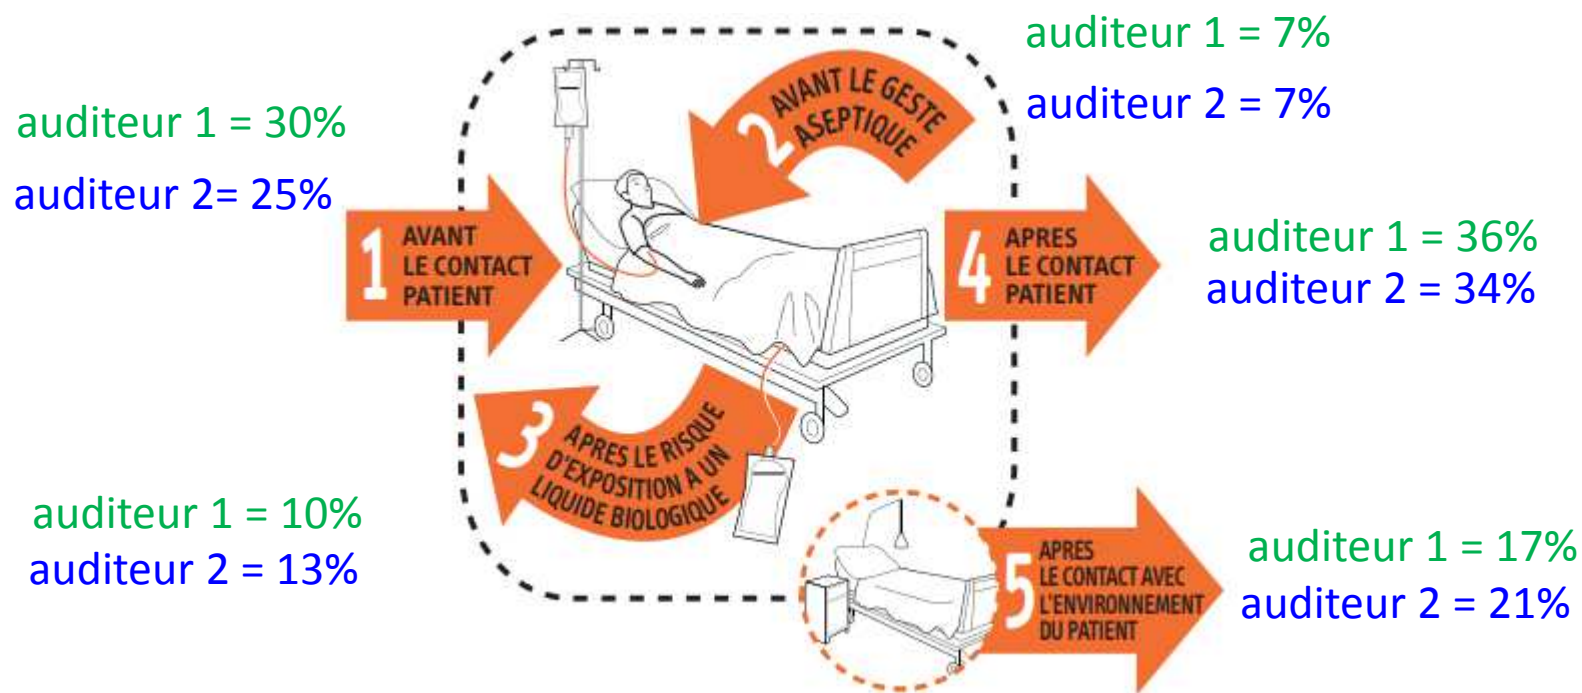 auditeur 1 = 30%
auditeur 2= 25%
1
AVANT
LE CONTACT
PATIENT
auditeur 1 = 7%
auditeur 2 = 7%
2
AVANT LE GESTE
ASEPTIQUE
auditeur 1 = 10%
auditeur 2 = 13%
3
APRES LE RISQUE
D'EXPOSITION A UN
LIQUIDE BIOLOGIQUE
4
APRES
LE CONTACT
PATIENT
auditeur 1 = 36%
auditeur 2 = 34%
5
APRES
LE CONTACT AVEC
L'ENVIRONNEMENT
DU PATIENT
auditeur 1 = 17%
auditeur 2 = 21%